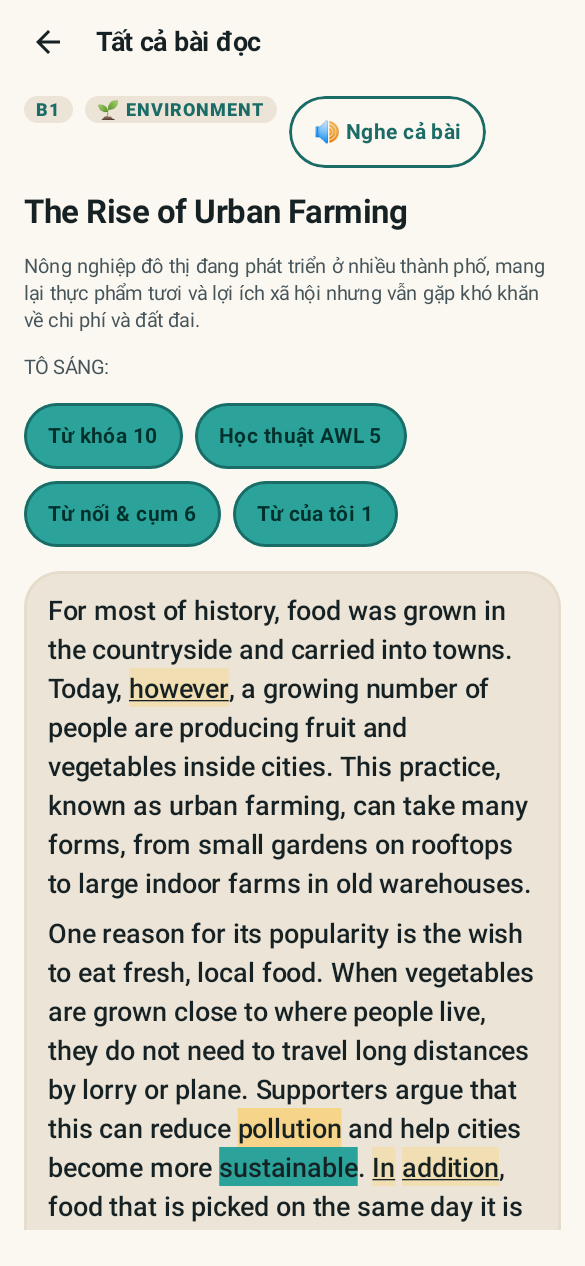 Tất cả bài đọc
B1
🌱 ENVIRONMENT
🔊 Nghe cả bài
The Rise of Urban Farming
Nông nghiệp đô thị đang phát triển ở nhiều thành phố, mang
lại thực phẩm tươi và lợi ích xã hội nhưng vẫn gặp khó khăn
về chi phí và đất đai.
TÔ SÁNG:
Từ khóa 10
Học thuật AWL 5
Từ nối & cụm 6
Từ của tôi 1
For most of history, food was grown in
the countryside and carried into towns.
Today, however, a growing number of
people are producing fruit and
vegetables inside cities. This practice,
known as urban farming, can take many
forms, from small gardens on rooftops
to large indoor farms in old warehouses.
One reason for its popularity is the wish
to eat fresh, local food. When vegetables
are grown close to where people live,
they do not need to travel long distances
by lorry or plane. Supporters argue that
this can reduce pollution and help cities
become more sustainable. In addition,
food that is picked on the same day it is